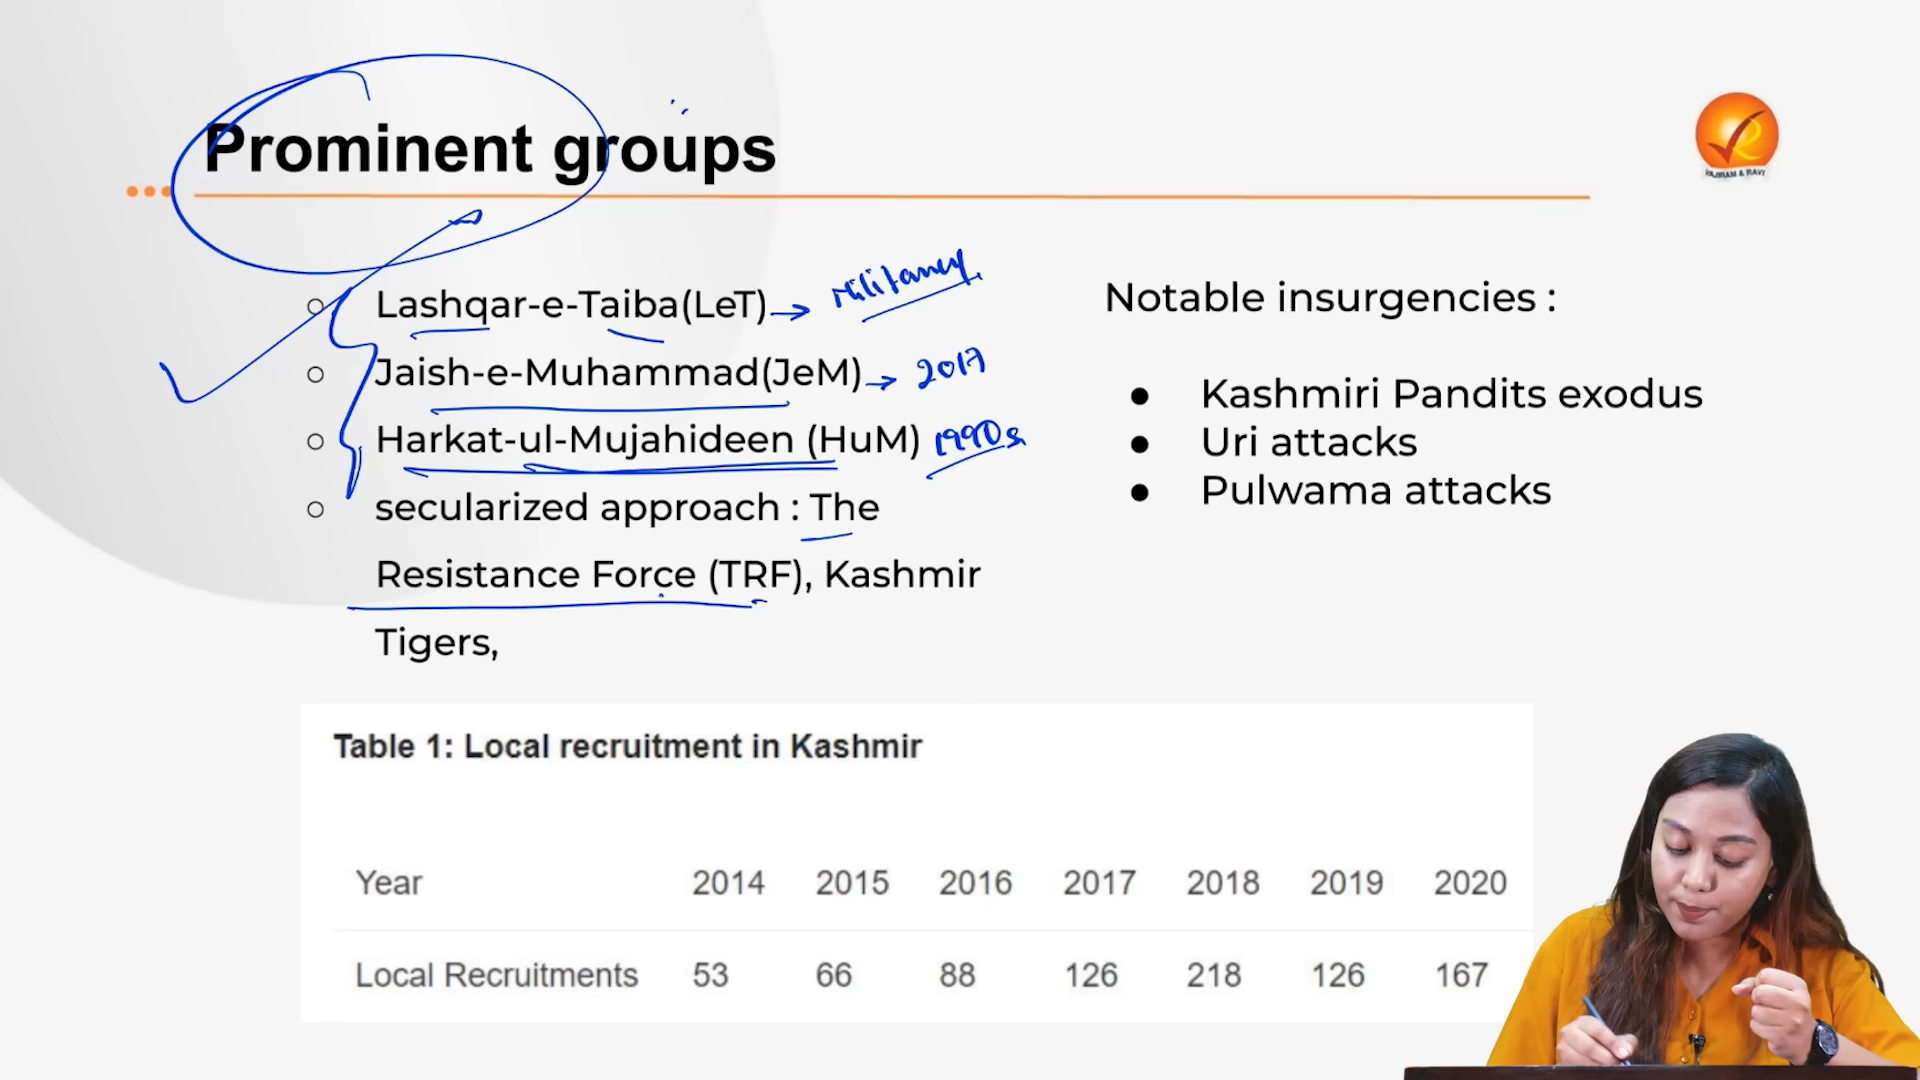 Prominent groups
VAJIRAM & RAVI
Lashqar-e-Taiba(LeT) → Militancy
Jaish-e-Muhammad(JeM) → 2017
Harkat-ul-Mujahideen (HuM) 1990s
secularized approach : The
Resistance Force (TRF), Kashmir
Tigers,
Notable insurgencies :
Kashmiri Pandits exodus
Uri attacks
Pulwama attacks
Table 1: Local recruitment in Kashmir
Year 2014 2015 2016 2017 2018 2019 2020
Local Recruitments 53 66 88 126 218 126 167